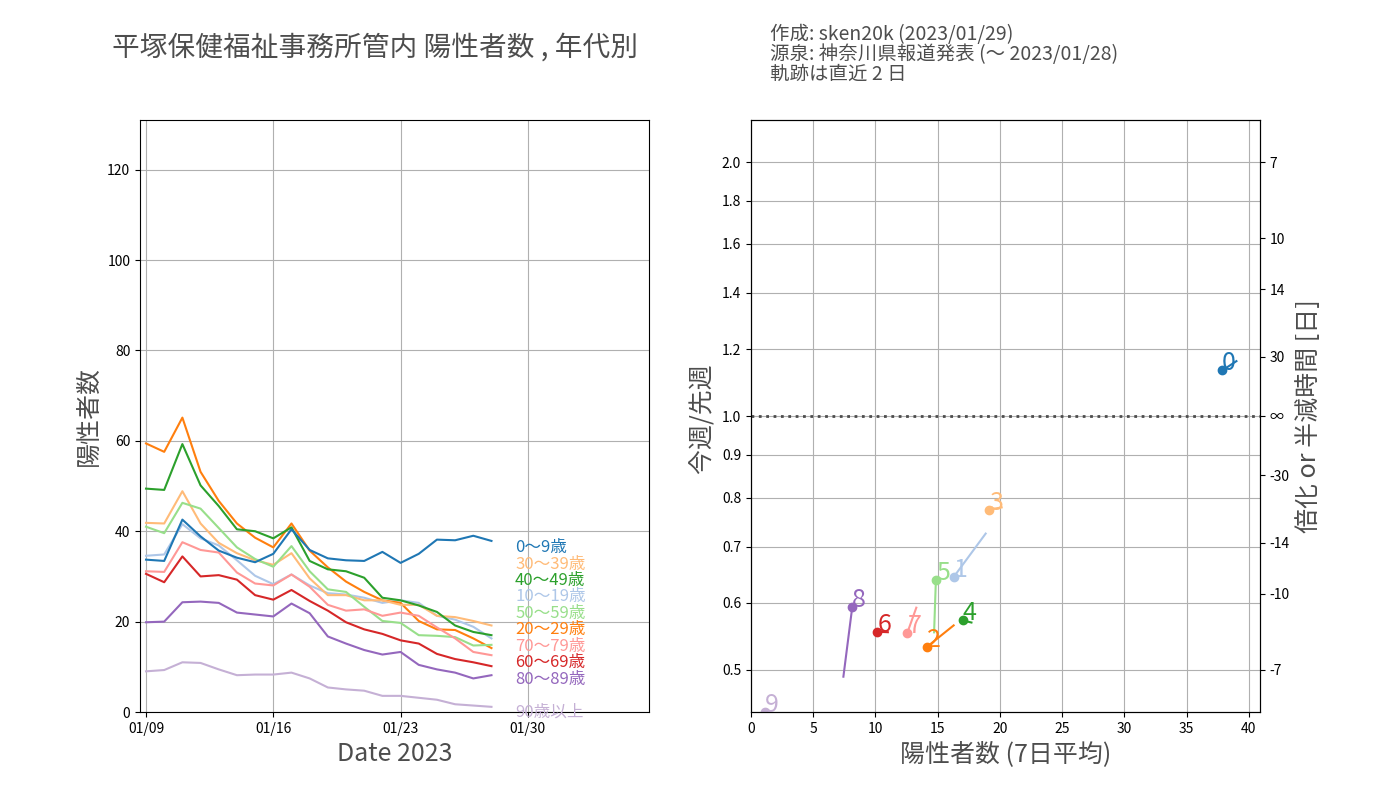 平塚保健福祉事務所管内 陽性者数 , 年代別
作成: sken20k (2023/01/29)
源泉: 神奈川県報道発表 (〜 2023/01/28)
軌跡は直近 2 日
陽性者数
120
100
80
60
40
20
0
01/09
01/16
01/23
01/30
Date 2023
0〜9歳
30〜39歳
40〜49歳
10〜19歳
50〜59歳
20〜29歳
70〜79歳
60〜69歳
80〜89歳
90歳以上
今週/先週
2.0
1.8
1.6
1.4
1.2
1.0
0.9
0.8
0.7
0.6
0.5
0
3
5
1
8
4
6
7
2
9
0
5
10
15
20
25
30
35
40
陽性者数 (7日平均)
7
10
14
30
∞
-30
-14
-10
-7
倍化 or 半減時間 [日]